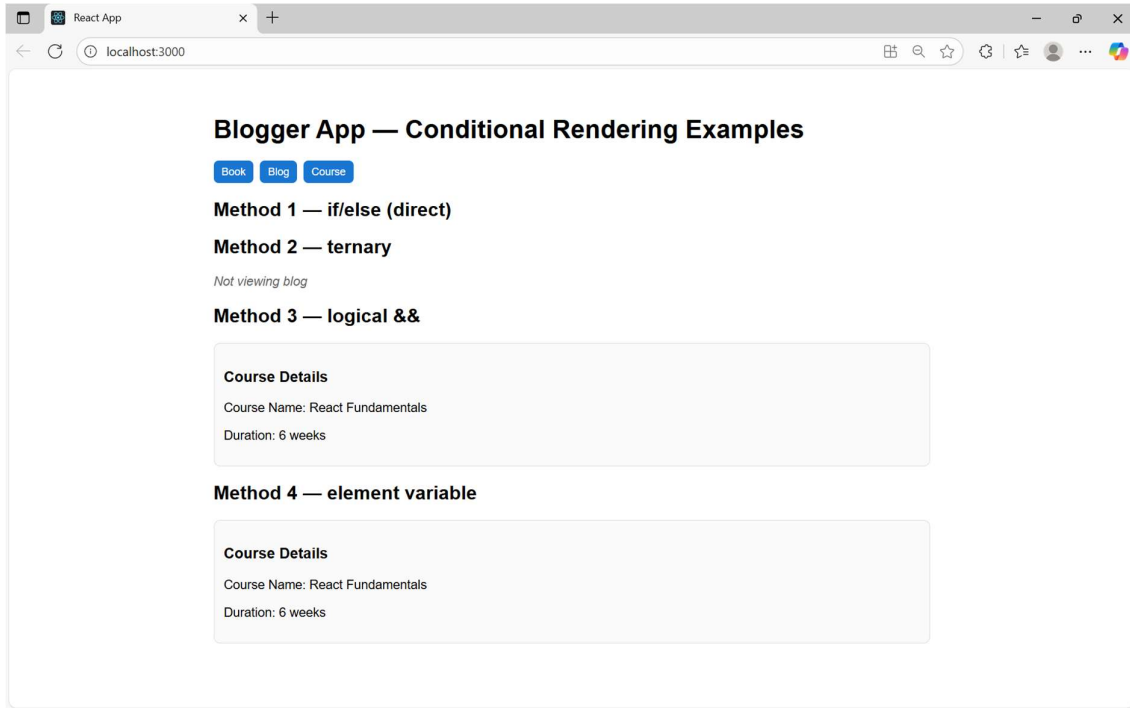 React App
localhost:3000
Blogger App — Conditional Rendering Examples
Book Blog Course
Method 1 — if/else (direct)
Method 2 — ternary
Not viewing blog
Method 3 — logical &&
Course Details
Course Name: React Fundamentals
Duration: 6 weeks
Method 4 — element variable
Course Details
Course Name: React Fundamentals
Duration: 6 weeks